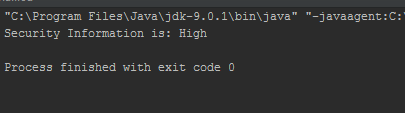 "C:\Program Files\Java\jdk-9.0.1\bin\java" "-javaagent:C:
Security Information is: High
Process finished with exit code 0